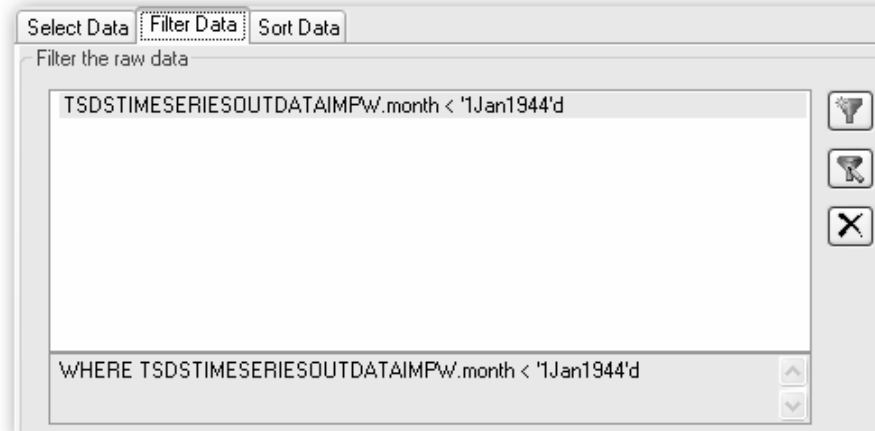 Select Data Filter Data Sort Data
Filter the raw data
TSDSTIMESERIESOUTDATAIMPW.month < '1Jan1944'd
WHERE TSDSTIMESERIESOUTDATAIMPW.month < '1Jan1944'd